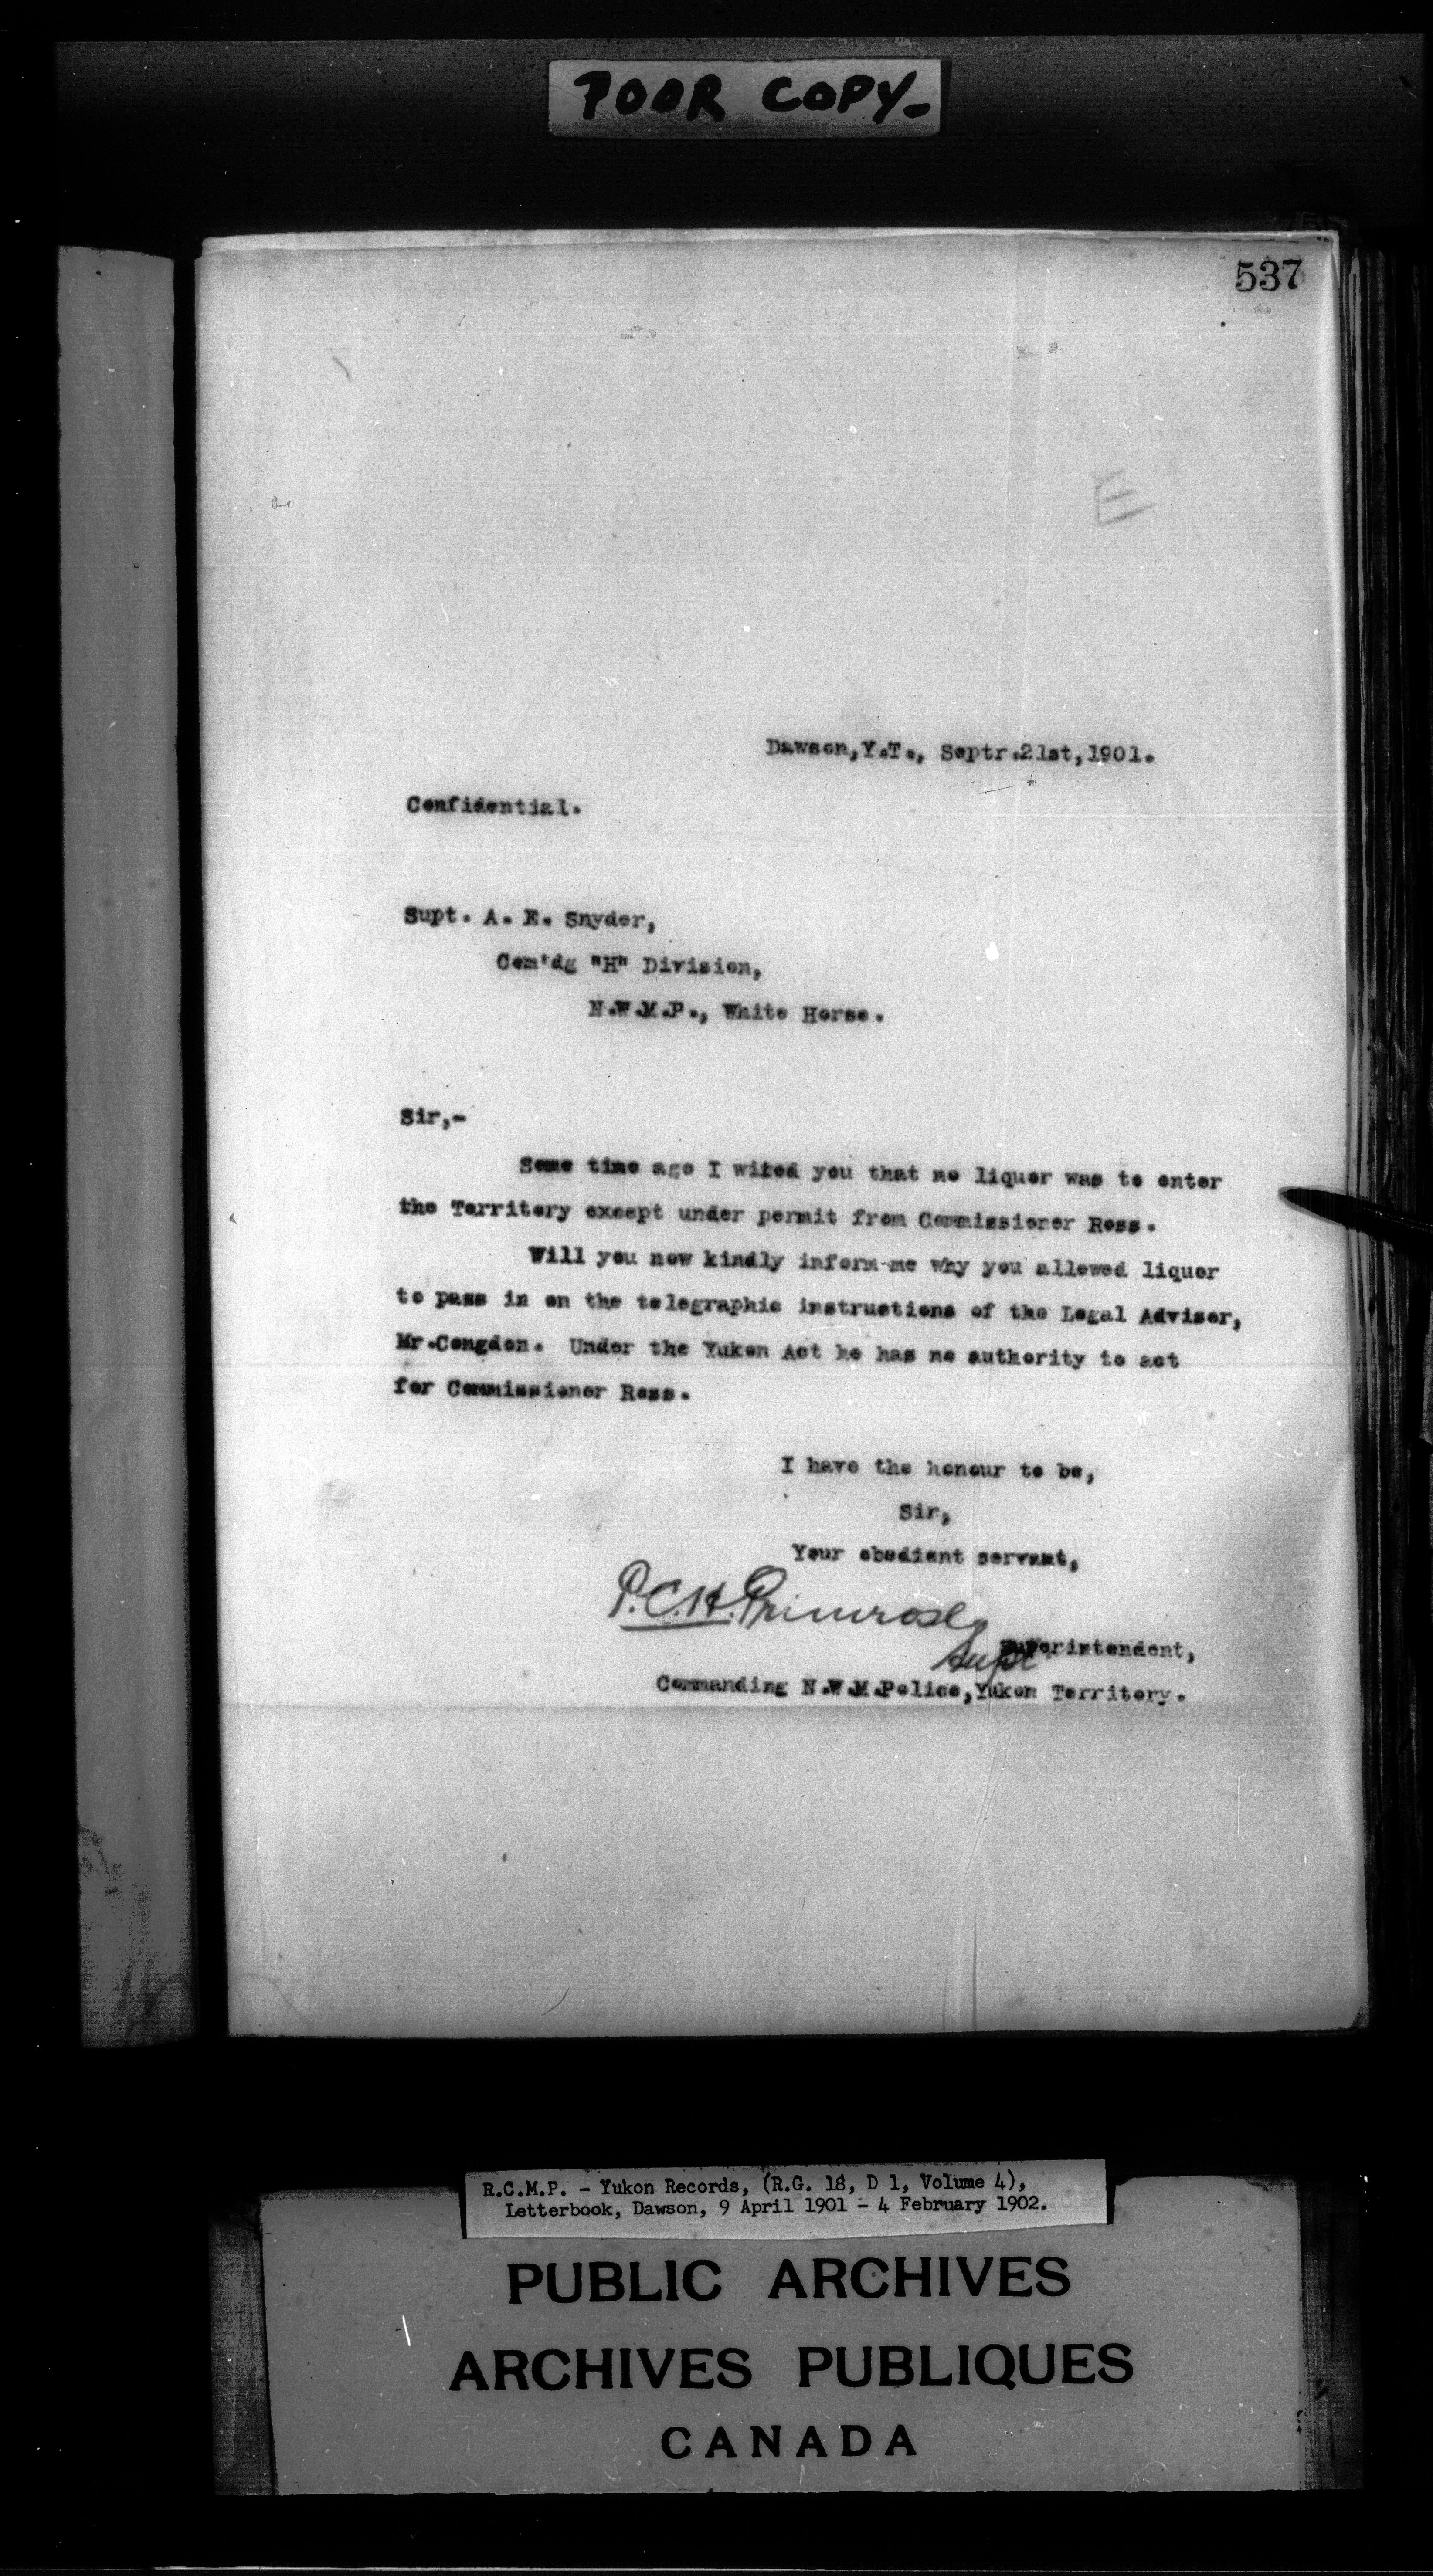 POOR COPY-
537
E
Dawson,Y.T., Septr.21st,1901.
Confidential.
Supt. A. E. Snyder,
Com'dg "H" Division,
N.W.M.P., White Horse.
Sir,-
Some time ago I wired you that no liquor was to enter
the Territory except under permit from Commissioner Ross.
Will you now kindly inform me why you allowed liquor
to pass in on the telegraphic instructions of the Legal Adviser,
Mr.Congdon. Under the Yukon Act he has no authority to act
for Commissioner Ross.
I have the honour to be,
Sir,
Your obedient servant,
P.C.H.Primrose
Supt
Superintendent,
Commanding N.W.M.Police,Yukon Territory.
R.C.M.P. - Yukon Records, (R.G. 18, D 1, Volume 4),
Letterbook, Dawson, 9 April 1901 - 4 February 1902.
PUBLIC ARCHIVES
ARCHIVES PUBLIQUES
CANADA